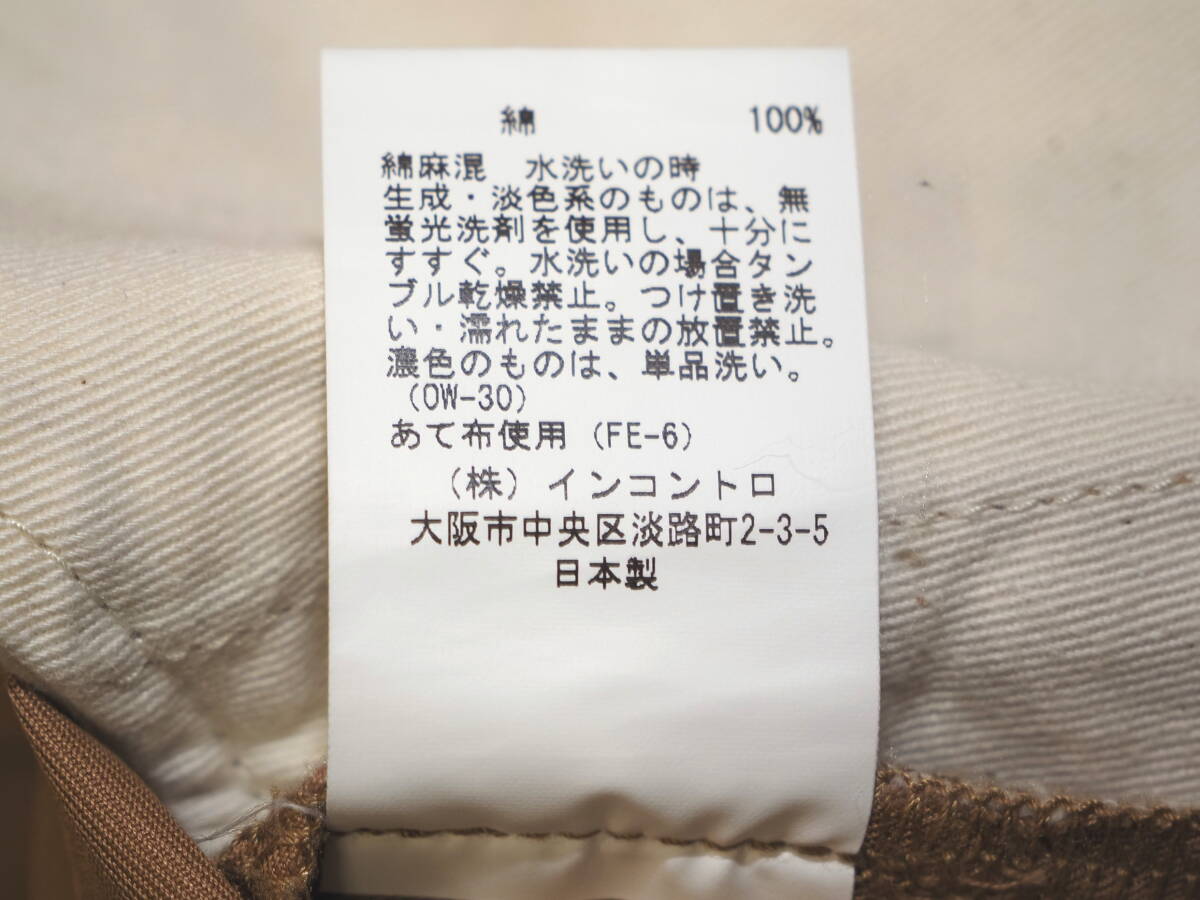 綿 100%
綿麻混 水洗いの時
生成・淡色系のものは、無
蛍光洗剤を使用し、十分に
すすぐ。水洗いの場合タン
ブル乾燥禁止。つけ置き洗
い・濡れたままの放置禁止。
濃色のものは、単品洗い。
(OW-30)
あて布使用(FE-6)
(株)インコントロ
大阪市中央区淡路町2-3-5
日本製